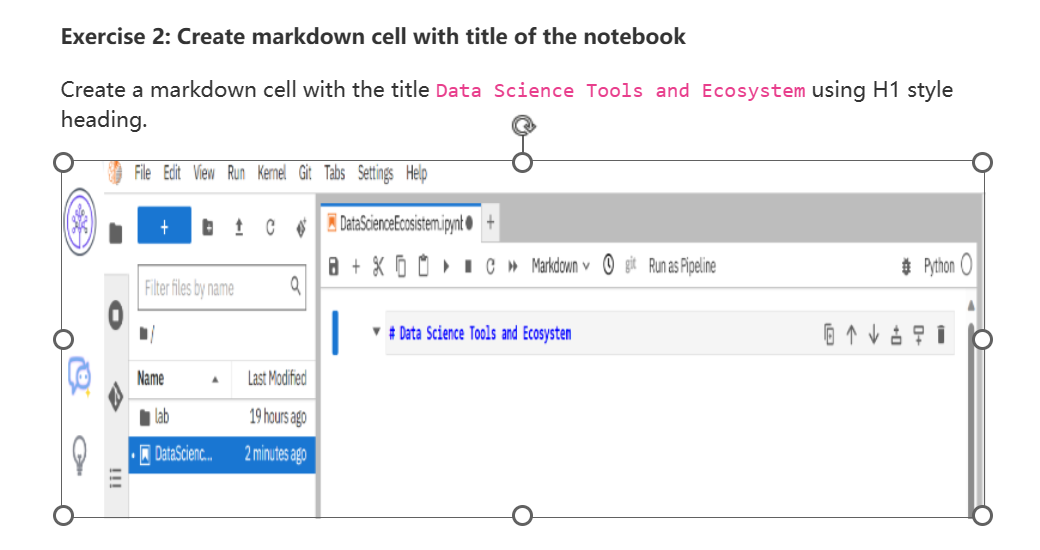 Exercise 2: Create markdown cell with title of the notebook
Create a markdown cell with the title Data Science Tools and Ecosystem using H1 style
heading.
File Edit View Run Kernel Git Tabs Settings Help
+
DataScienceEcosistem.ipynt +
Markdown git Run as Pipeline Python
Filter files by name
/
# Data Science Tools and Ecosysten
Name Last Modified
lab 19 hours ago
DataScienc... 2 minutes ago